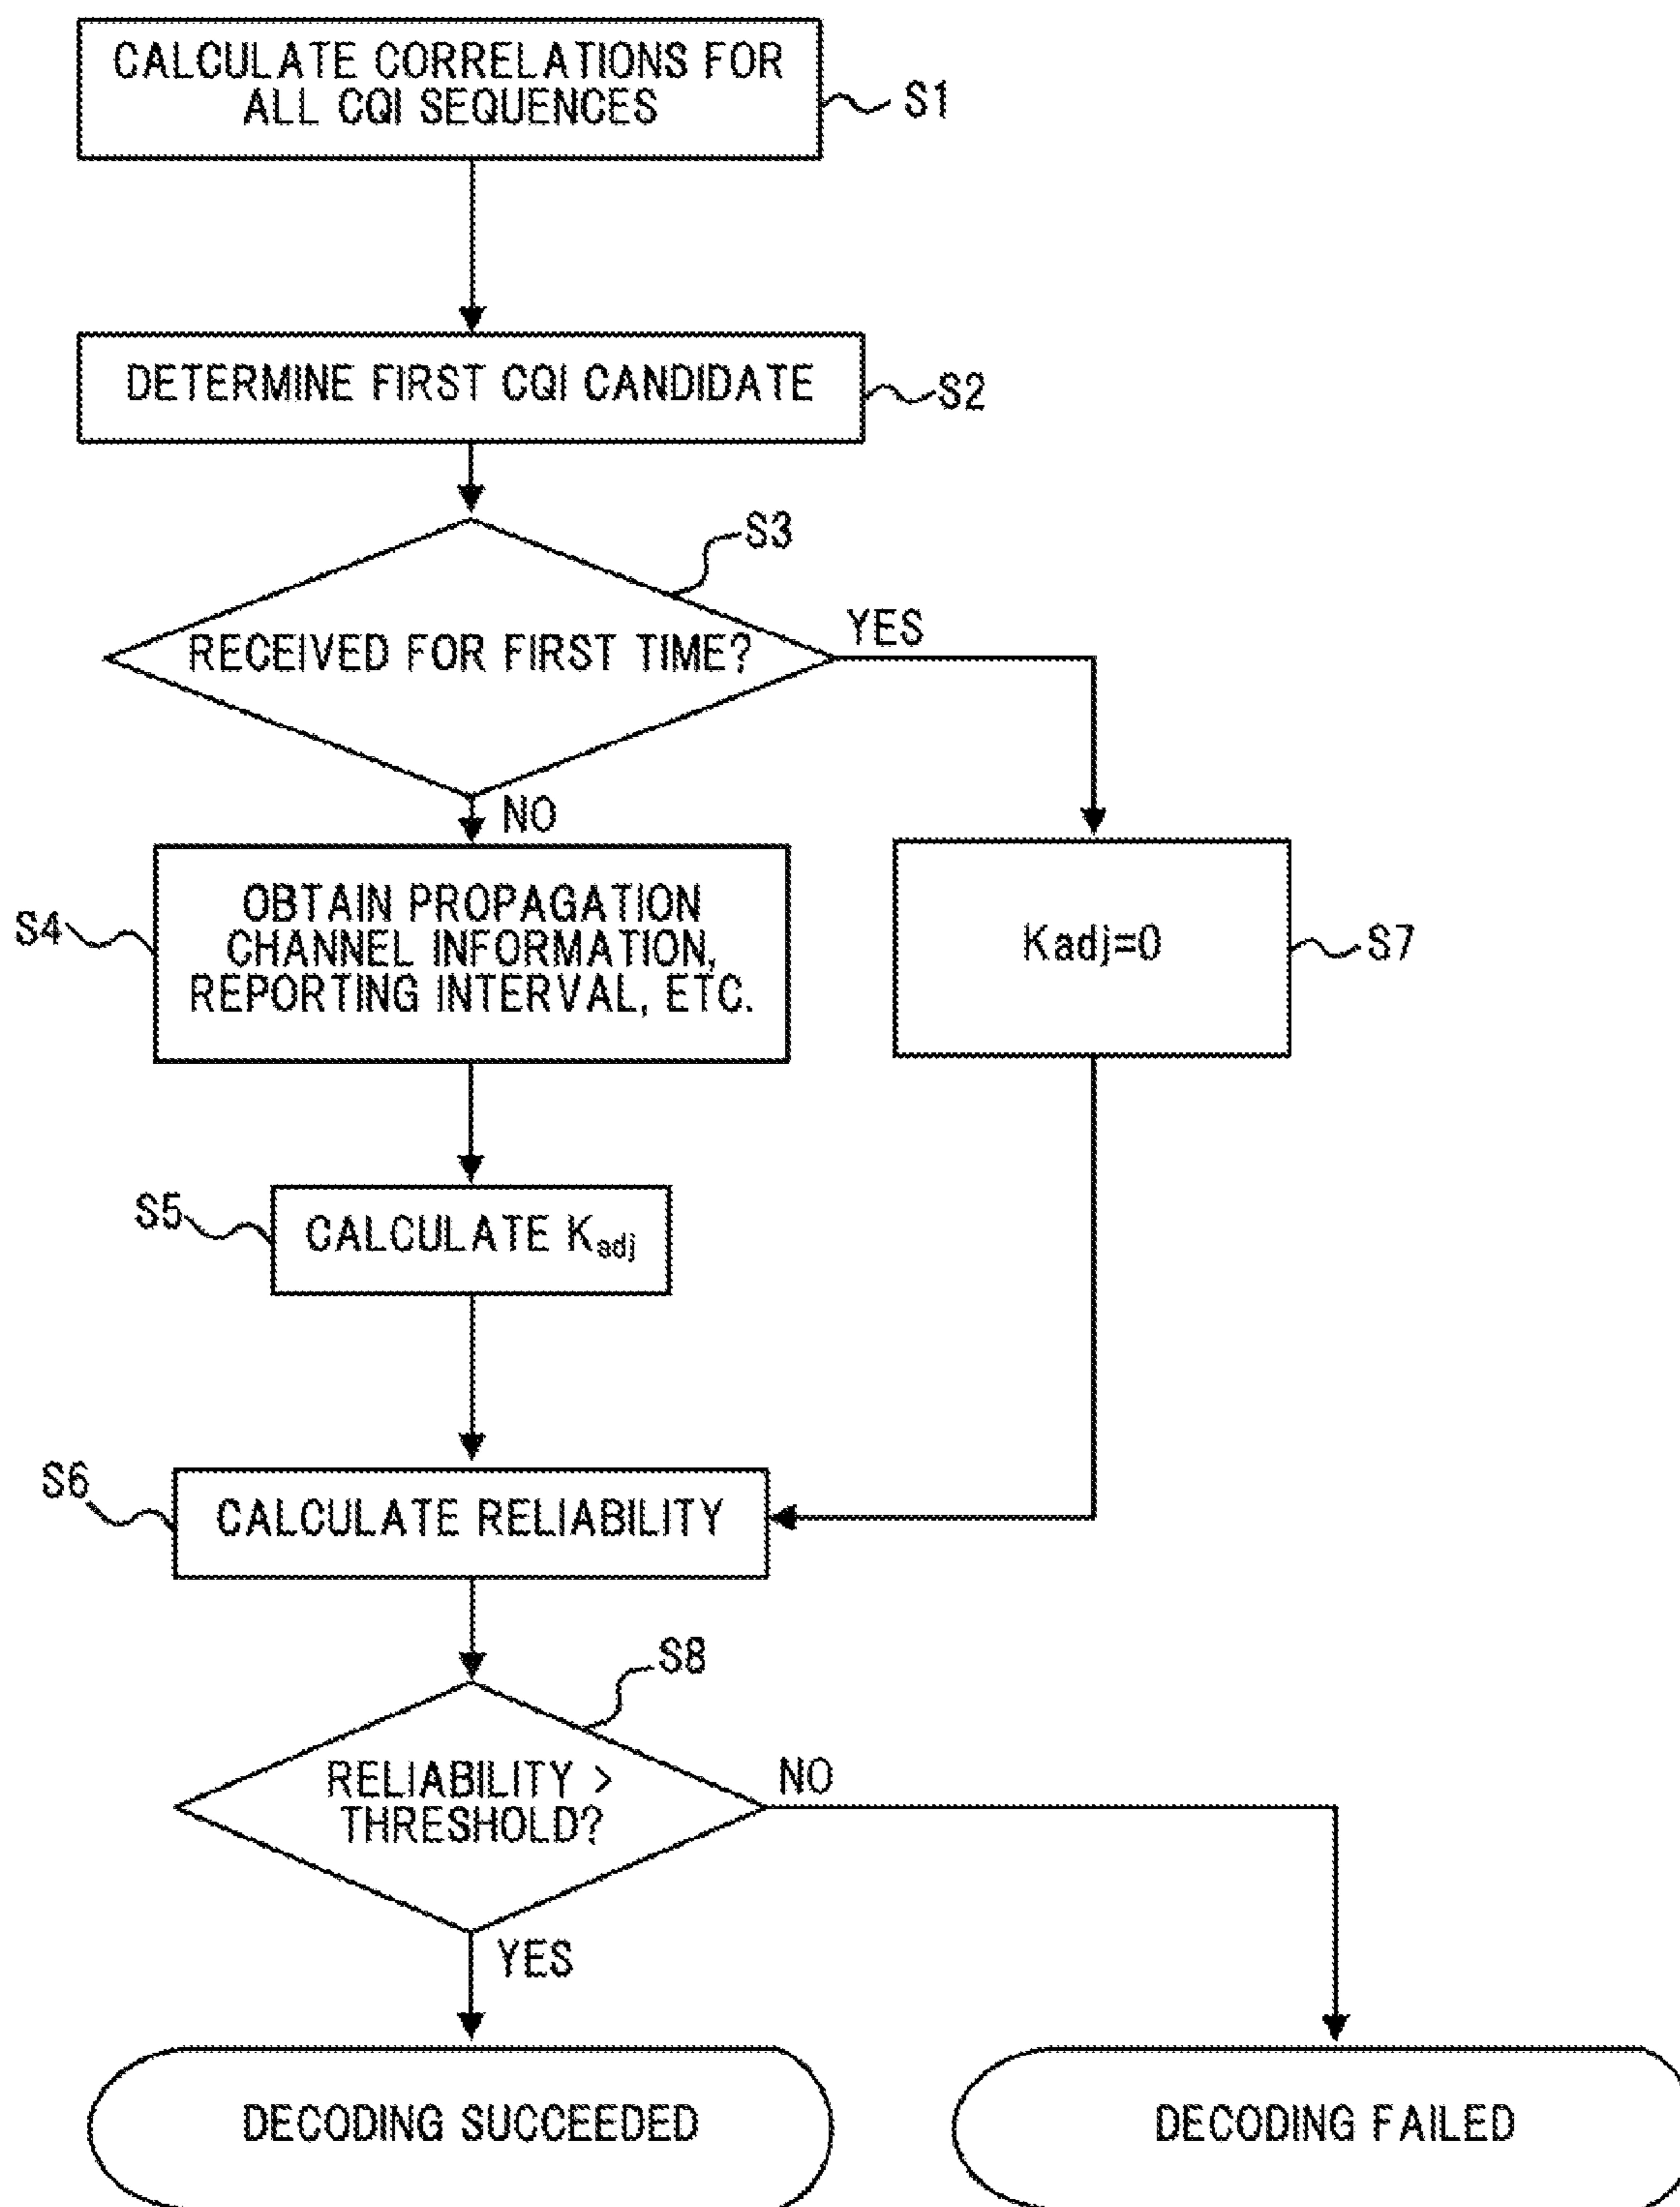 CALCULATE CORRELATIONS FOR
ALL CQI SEQUENCES
S1
DETERMINE FIRST CQI CANDIDATE
S2
S3
RECEIVED FOR FIRST TIME?
YES
NO
S4
OBTAIN PROPAGATION
CHANNEL INFORMATION,
REPORTING INTERVAL, ETC.
Kadj=0
S7
S5
CALCULATE Kadj
S6
CALCULATE RELIABILITY
S8
RELIABILITY >
THRESHOLD?
NO
YES
DECODING SUCCEEDED
DECODING FAILED